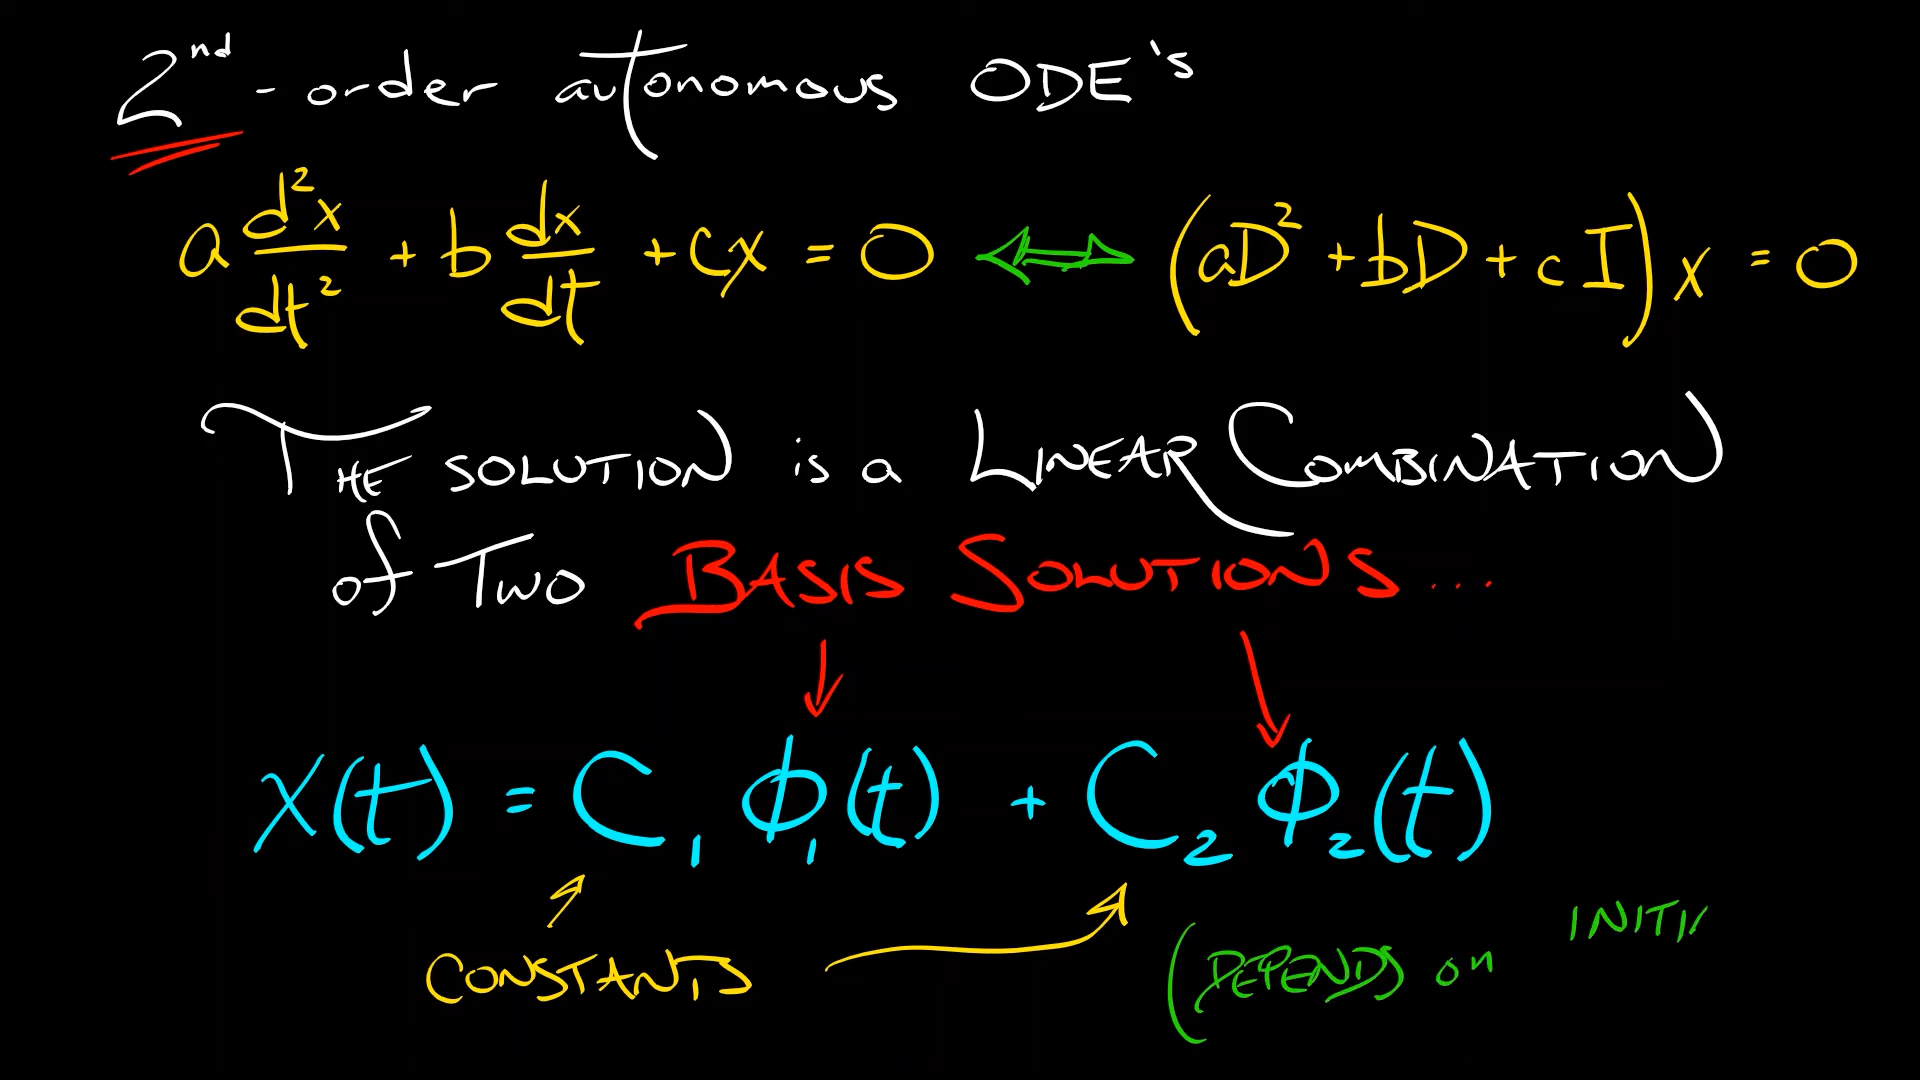 2nd-order autonomous ODE's
a d²x/dt² + b dx/dt + cx = 0 ⟺ (aD² + bD + cI)x = 0
THE SOLUTION is a LINEAR COMBINATION
of TWO BASIS SOLUTIONS...
X(t) = C₁ ϕ₁(t) + C₂ ϕ₂(t)
CONSTANTS
(DEPENDS on INITI